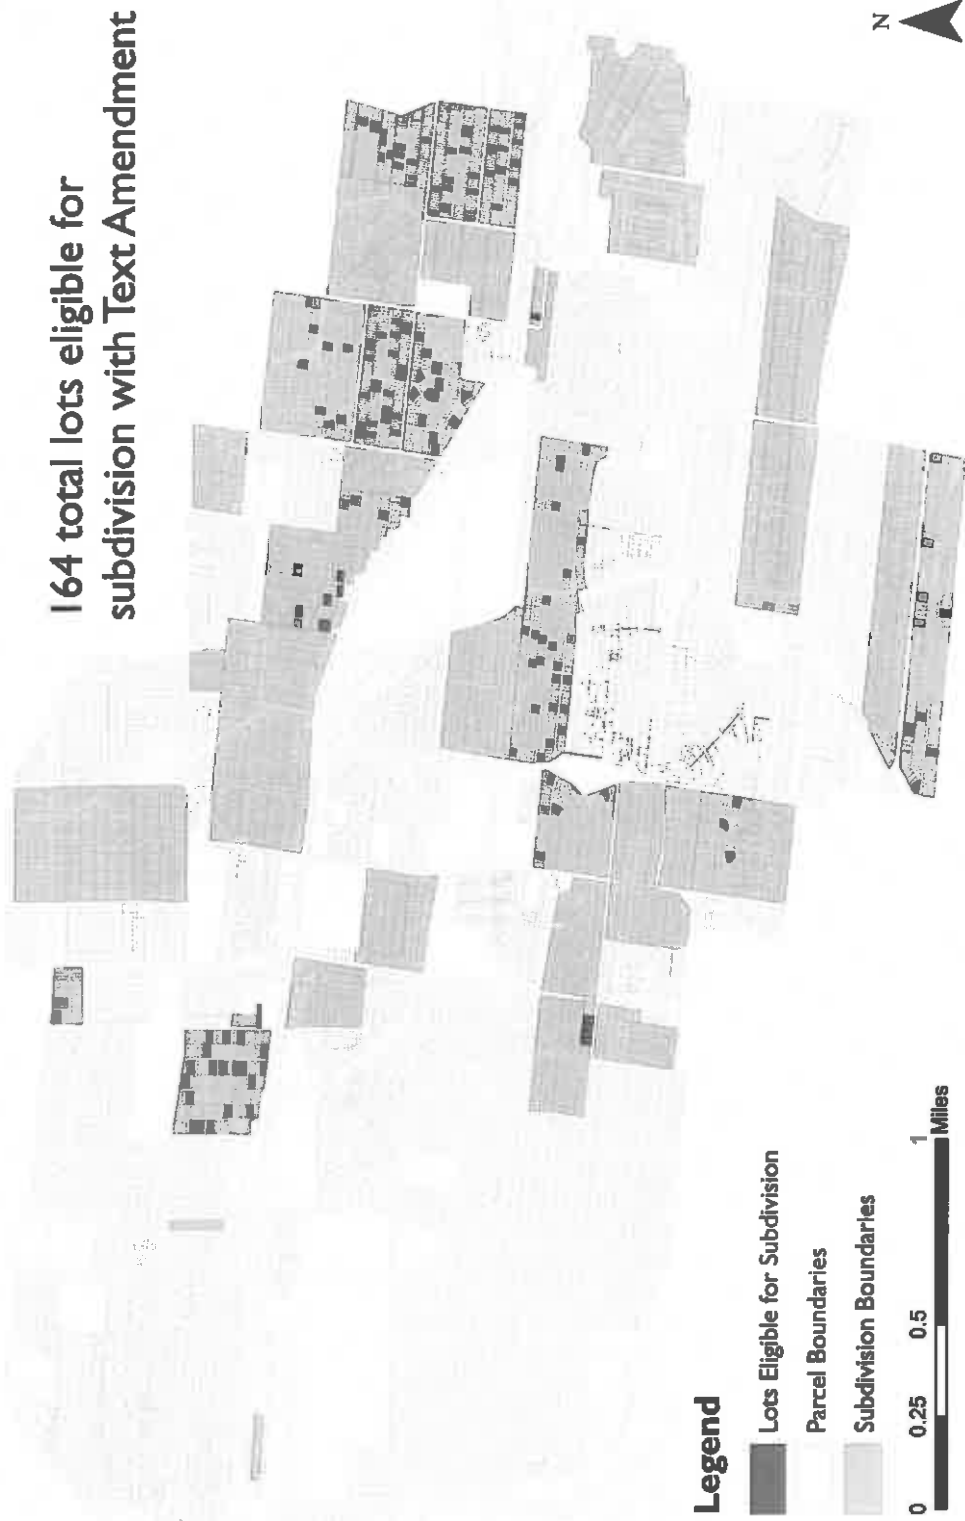 164 total lots eligible for
subdivision with Text Amendment
N
Legend
Lots Eligible for Subdivision
Parcel Boundaries
Subdivision Boundaries
0 0.25 0.5 1
Miles